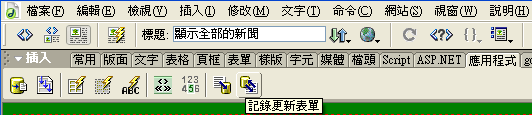 檔案(F) 編輯(E) 檢視(V) 插入(I) 修改(M) 文字(T) 命令(C) 網站(S) 視窗(W) 說明(H)
標題: 顯示全部的新聞
插入 常用 版面 文字 表格 頁框 表單 樣版 字元 媒體 檔頭 Script ASP.NET 應用程式
ABC 123 456
記錄更新表單